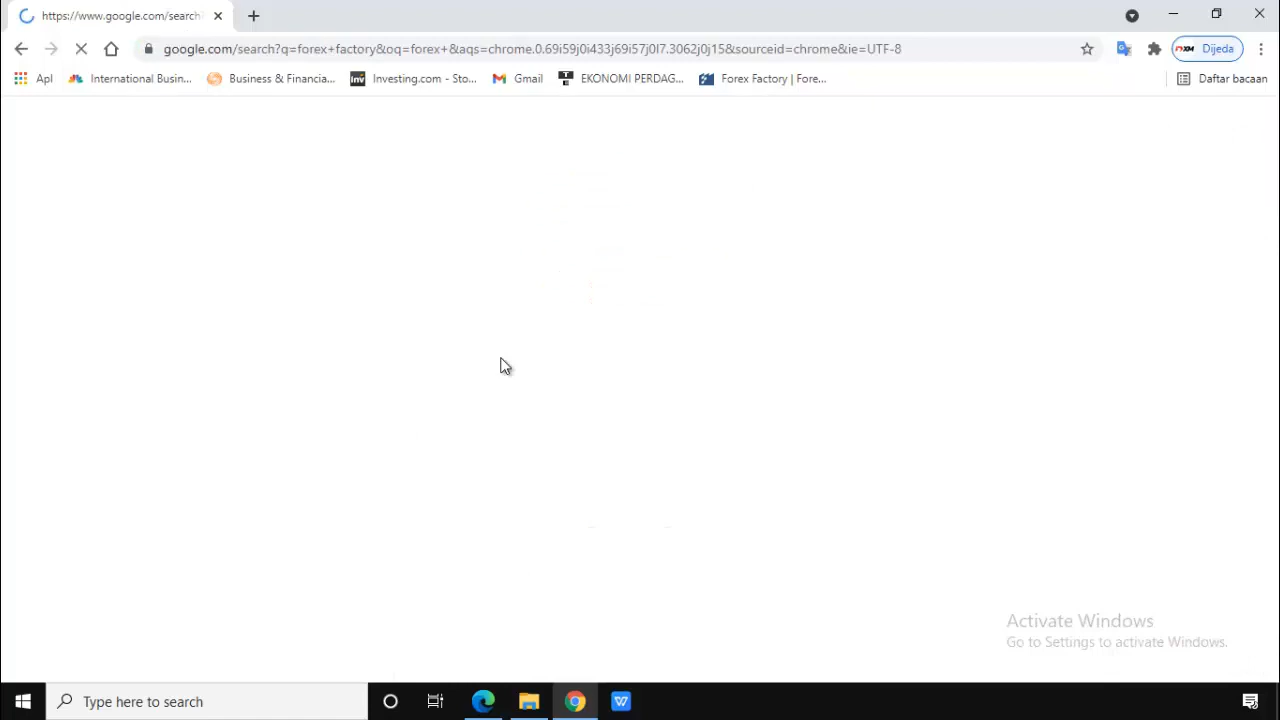 https://www.google.com/search?
google.com/search?q=forex+factory&oq=forex+&aqs=chrome.0.69i59j0i433j69i57j0l7.3062j0j15&sourceid=chrome&ie=UTF-8
XM Dijeda
Apl International Busin... Business & Financia... Inv Investing.com - Sto... Gmail EKONOMI PERDAG... Forex Factory | Fore... Daftar bacaan
Activate Windows
Go to Settings to activate Windows.
Type here to search